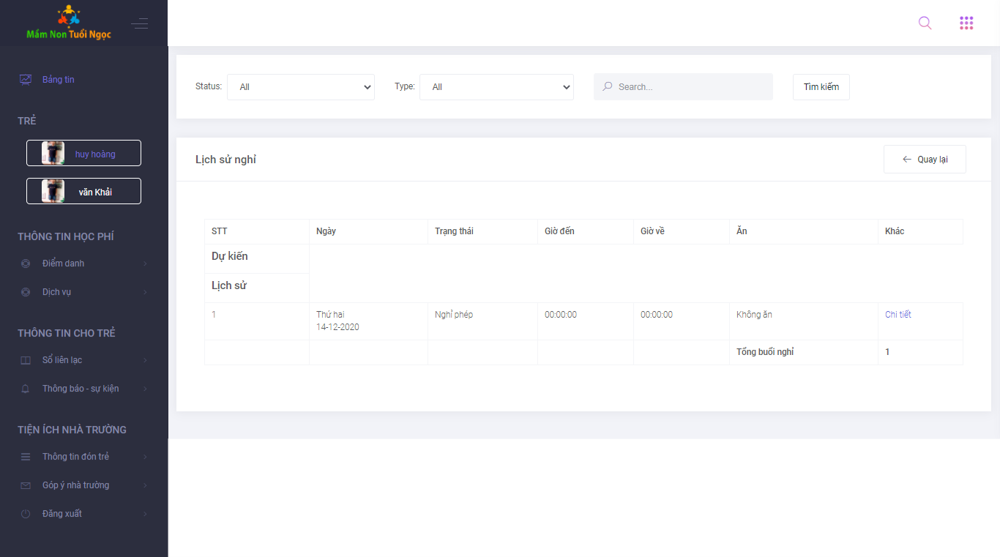 Mầm Non Tuổi Ngọc
Bảng tin
TRẺ
huy hoàng
văn Khải
THÔNG TIN HỌC PHÍ
Điểm danh
Dịch vụ
THÔNG TIN CHO TRẺ
Sổ liên lạc
Thông báo - sự kiện
TIỆN ÍCH NHÀ TRƯỜNG
Thông tin đón trẻ
Góp ý nhà trường
Đăng xuất
Status: All Type: All Search... Tìm kiếm
Lịch sử nghỉ Quay lại
STT Ngày Trạng thái Giờ đến Giờ về Ăn Khác
Dự kiến
Lịch sử
1 Thứ hai Nghỉ phép 00:00:00 00:00:00 Không ăn Chi tiết
14-12-2020
Tổng buổi nghỉ 1